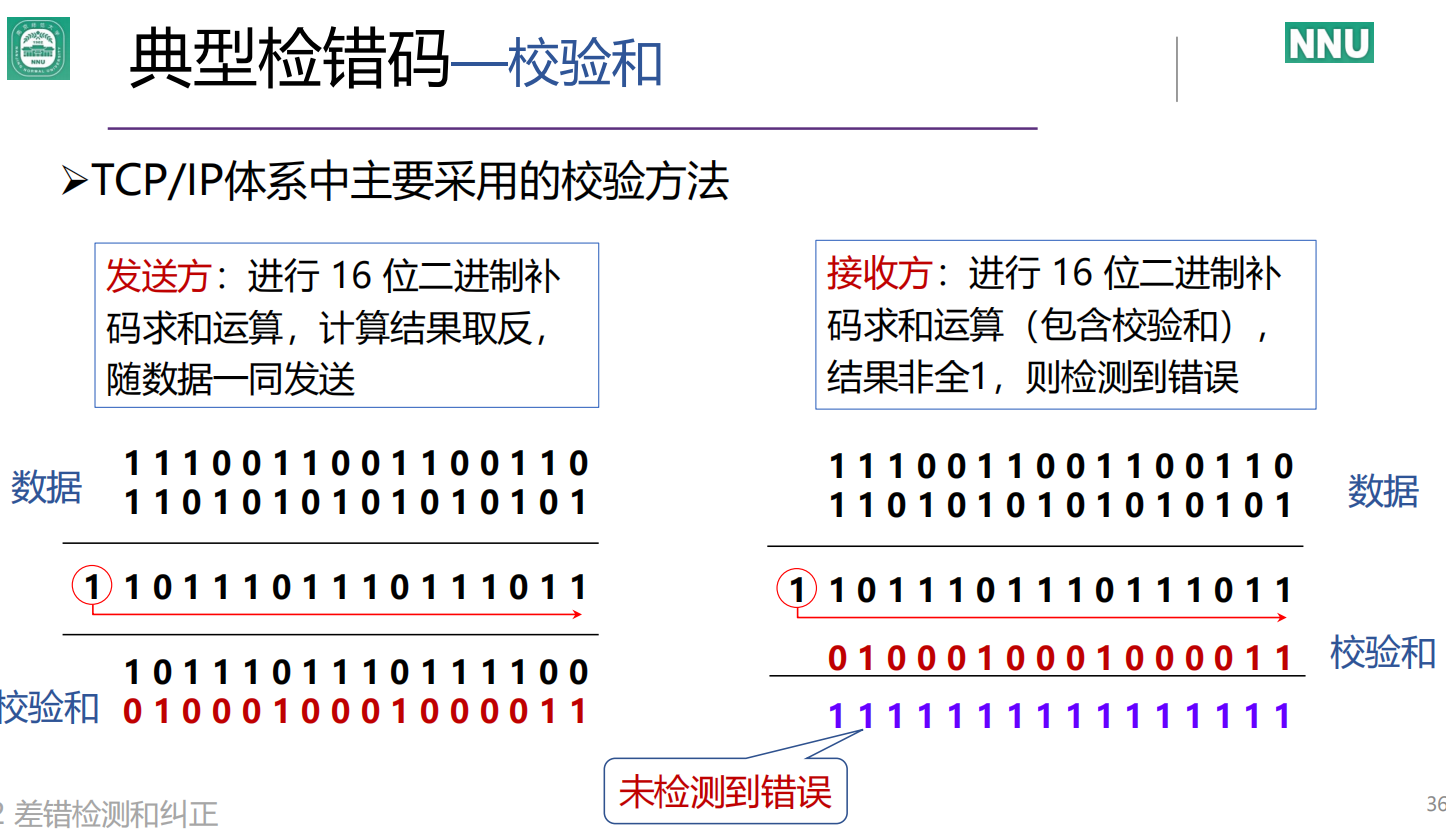 典型检错码—校验和
NNU
➢TCP/IP体系中主要采用的校验方法
发送方：进行 16 位二进制补
码求和运算，计算结果取反，
随数据一同发送
接收方：进行 16 位二进制补
码求和运算（包含校验和），
结果非全1，则检测到错误
数据
1 1 1 0 0 1 1 0 0 1 1 0 0 1 1 0
1 1 0 1 0 1 0 1 0 1 0 1 0 1 0 1
1 1 0 1 1 1 0 1 1 1 0 1 1 1 0 1 1
1 0 1 1 1 0 1 1 1 0 1 1 1 1 0 0
校验和
0 1 0 0 0 1 0 0 0 1 0 0 0 0 1 1
1 1 1 0 0 1 1 0 0 1 1 0 0 1 1 0
1 1 0 1 0 1 0 1 0 1 0 1 0 1 0 1
数据
1 1 0 1 1 1 0 1 1 1 0 1 1 1 0 1 1
0 1 0 0 0 1 0 0 0 1 0 0 0 0 1 1
校验和
1 1 1 1 1 1 1 1 1 1 1 1 1 1 1 1
未检测到错误
2 差错检测和纠正
36